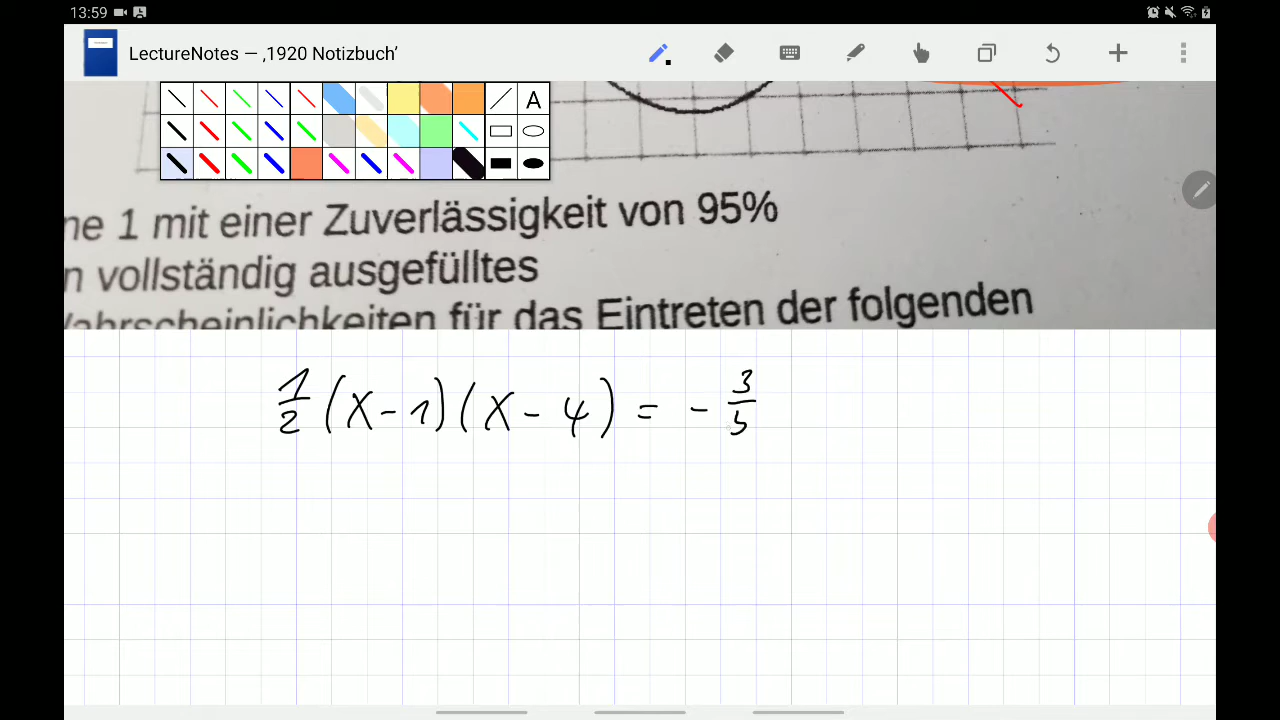 13:59
LectureNotes — ‚1920 Notizbuch’
A
ne 1 mit einer Zuverlässigkeit von 95%
n vollständig ausgefülltes
Wahrscheinlichkeiten für das Eintreten der folgenden
1/2 (x-1)(x-4) = - 3/5